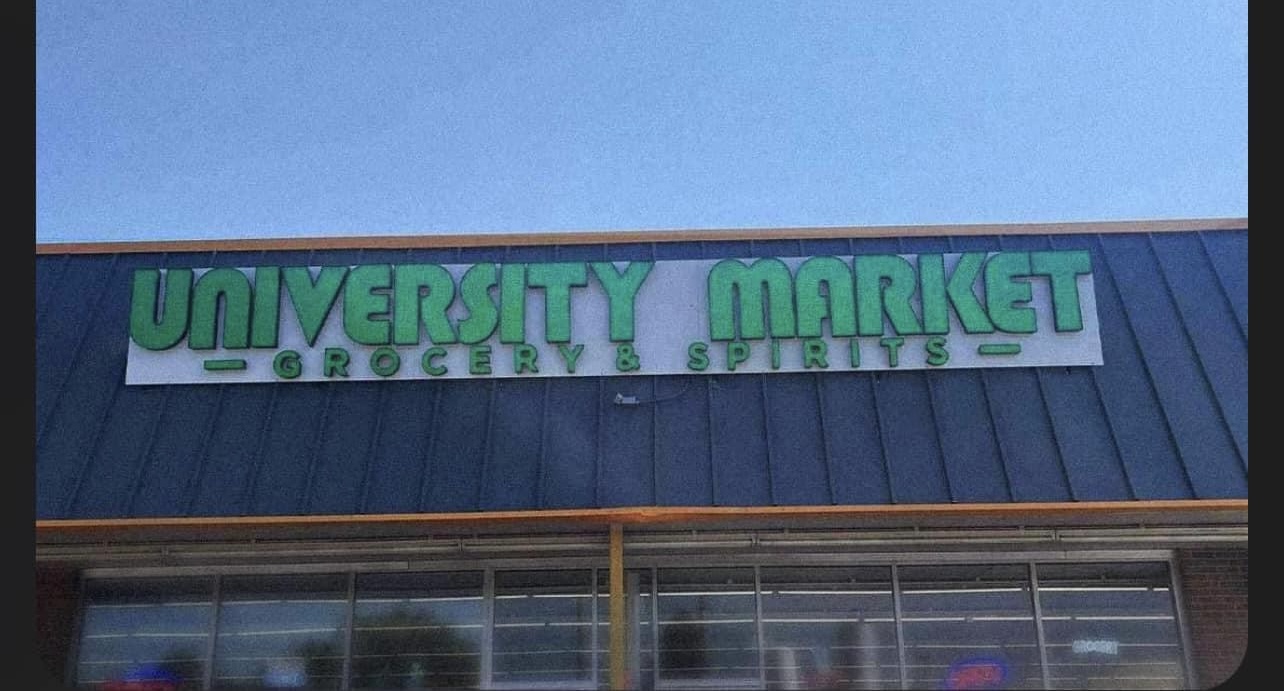 UNIVERSITY MARKET
— GROCERY & SPIRITS —